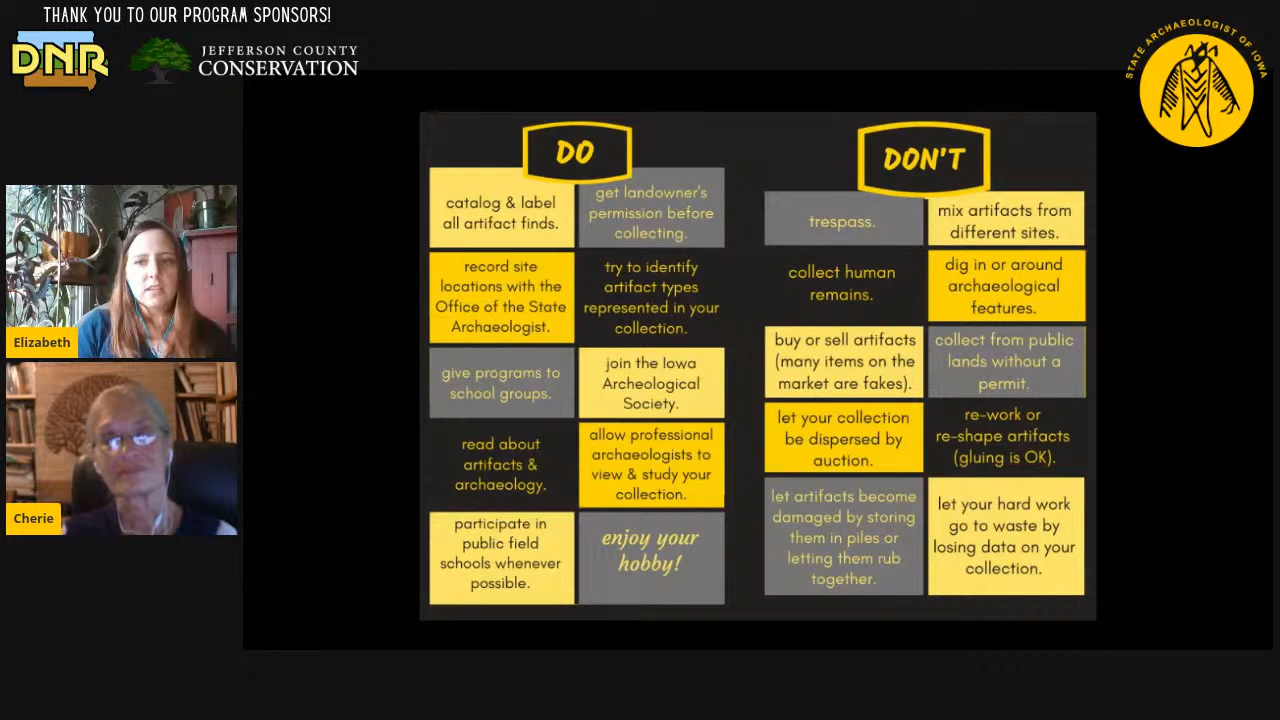 THANK YOU TO OUR PROGRAM SPONSORS!
DNR
JEFFERSON COUNTY
CONSERVATION
STATE ARCHAEOLOGIST OF IOWA
Elizabeth
Cherie
DO
catalog & label
all artifact finds.
get landowner's
permission before
collecting.
record site
locations with the
Office of the State
Archaeologist.
try to identify
artifact types
represented in your
collection.
give programs to
school groups.
join the Iowa
Archeological
Society.
read about
artifacts &
archaeology.
allow professional
archaeologists to
view & study your
collection.
participate in
public field
schools whenever
possible.
enjoy your
hobby!
DON'T
trespass.
mix artifacts from
different sites.
collect human
remains.
dig in or around
archaeological
features.
buy or sell artifacts
(many items on the
market are fakes).
collect from public
lands without a
permit.
let your collection
be dispersed by
auction.
re-work or
re-shape artifacts
(gluing is OK).
let artifacts become
damaged by storing
them in piles or
letting them rub
together.
let your hard work
go to waste by
losing data on your
collection.